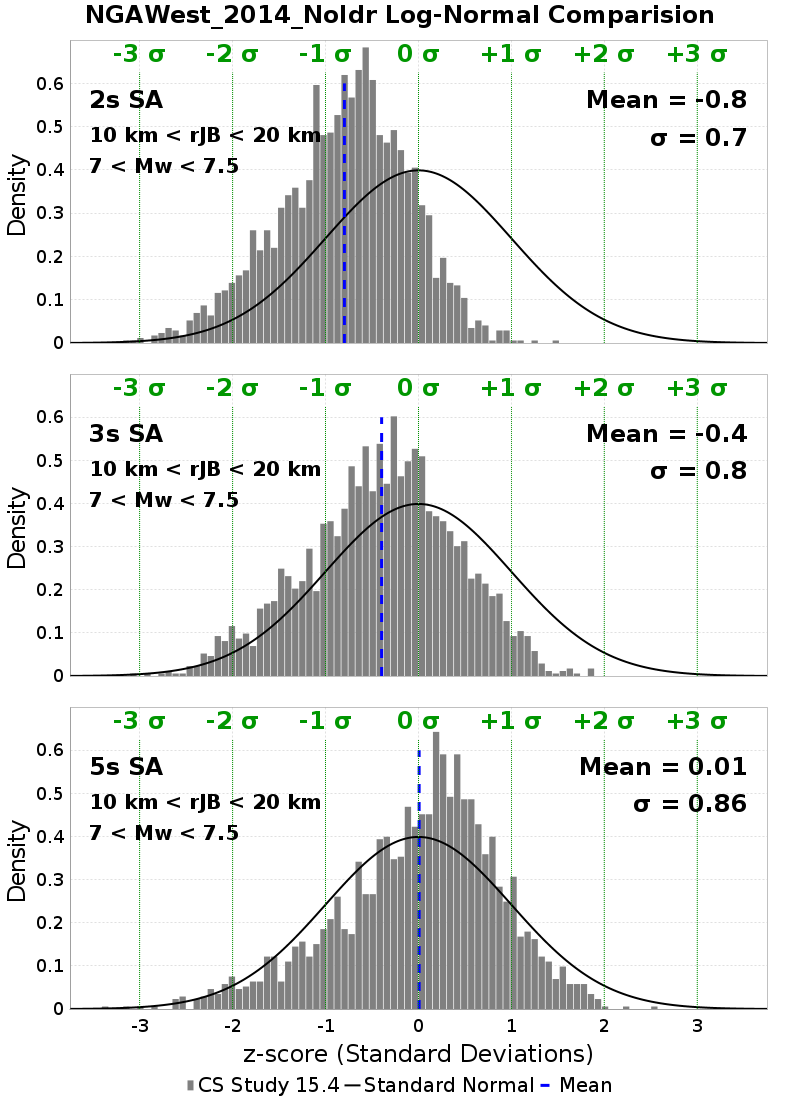 NGAWest_2014_NoIdr Log-Normal Comparision
-3 σ -2 σ -1 σ 0 σ +1 σ +2 σ +3 σ
0.6
2s SA Mean = -0.8
0.5
10 km < rJB < 20 km σ = 0.7
7 < Mw < 7.5
0.4
0.3
0.2
0.1
0
Density
-3 σ -2 σ -1 σ 0 σ +1 σ +2 σ +3 σ
0.6
3s SA Mean = -0.4
0.5
10 km < rJB < 20 km σ = 0.8
7 < Mw < 7.5
0.4
0.3
0.2
0.1
0
Density
-3 σ -2 σ -1 σ 0 σ +1 σ +2 σ +3 σ
0.6
5s SA Mean = 0.01
0.5
10 km < rJB < 20 km σ = 0.86
7 < Mw < 7.5
0.4
0.3
0.2
0.1
0
Density
-3 -2 -1 0 1 2 3
z-score (Standard Deviations)
CS Study 15.4 Standard Normal Mean